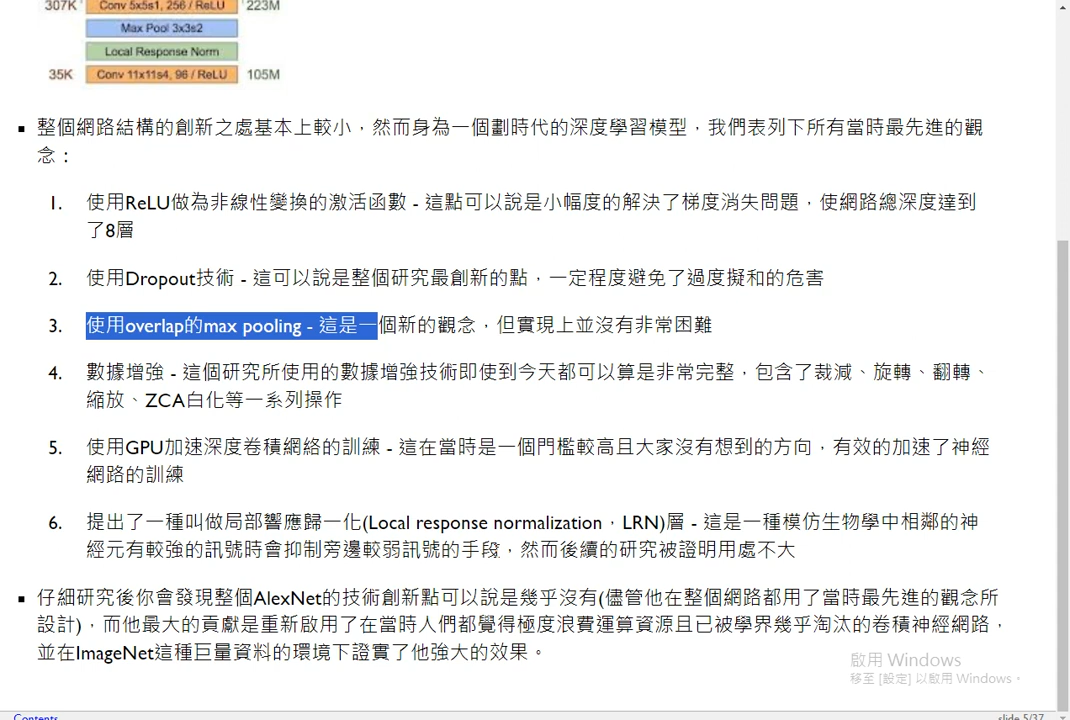 307K Conv 5x5s1, 256 / ReLU 223M
Max Pool 3x3s2
Local Response Norm
35K Conv 11x11s4, 96 / ReLU 105M
▪ 整個網路結構的創新之處基本上較小，然而身為一個劃時代的深度學習模型，我們表列下所有當時最先進的觀
念：
1. 使用ReLU做為非線性變換的激活函數 - 這點可以說是小幅度的解決了梯度消失問題，使網路總深度達到
了8層
2. 使用Dropout技術 - 這可以說是整個研究最創新的點，一定程度避免了過度擬和的危害
3. 使用overlap的max pooling - 這是一個新的觀念，但實現上並沒有非常困難
4. 數據增強 - 這個研究所使用的數據增強技術即使到今天都可以算是非常完整，包含了裁減、旋轉、翻轉、
縮放、ZCA白化等一系列操作
5. 使用GPU加速深度卷積網絡的訓練 - 這在當時是一個門檻較高且大家沒有想到的方向，有效的加速了神經
網路的訓練
6. 提出了一種叫做局部響應歸一化(Local response normalization，LRN)層 - 這是一種模仿生物學中相鄰的神
經元有較強的訊號時會抑制旁邊較弱訊號的手段，然而後續的研究被證明用處不大
▪ 仔細研究後你會發現整個AlexNet的技術創新點可以說是幾乎沒有(儘管他在整個網路都用了當時最先進的觀念所
設計)，而他最大的貢獻是重新啟用了在當時人們都覺得極度浪費運算資源且已被學界幾乎淘汰的卷積神經網路，
並在ImageNet這種巨量資料的環境下證實了他強大的效果。
啟用 Windows
移至 [設定] 以啟用 Windows。
Contents slide 5/37